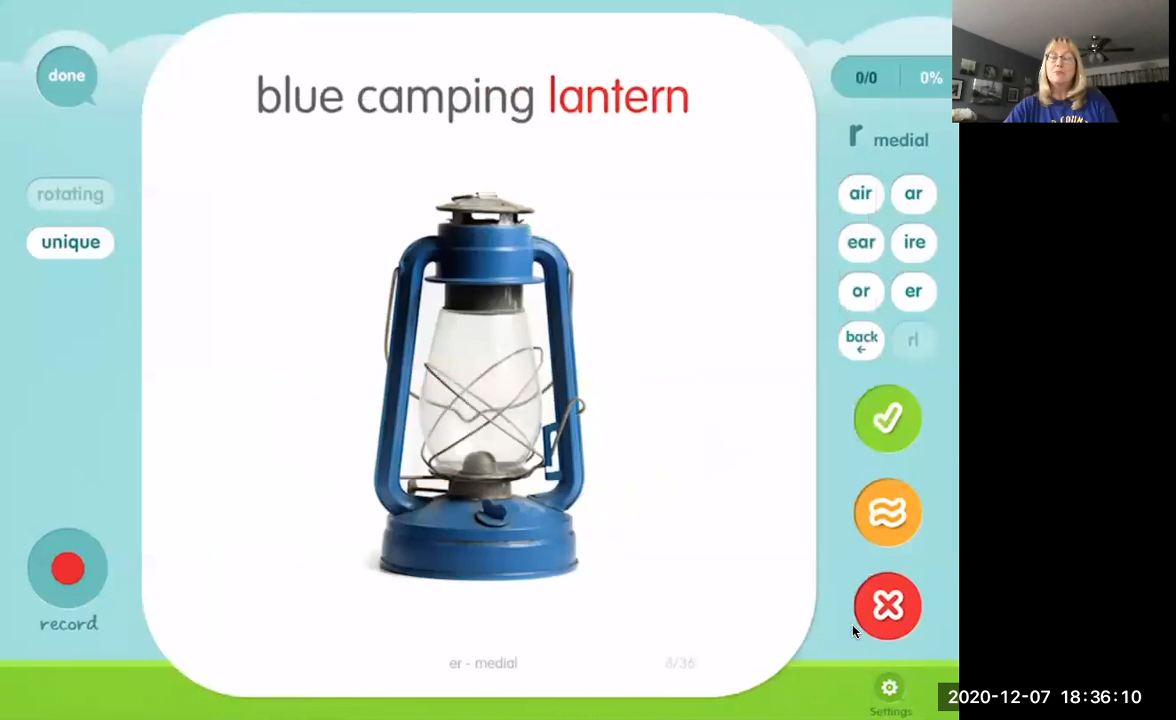 done
blue camping lantern
0/0 0%
r medial
rotating
air ar
unique
ear ire
or er
back rl
record
er - medial 8/36
Settings
2020-12-07 18:36:10